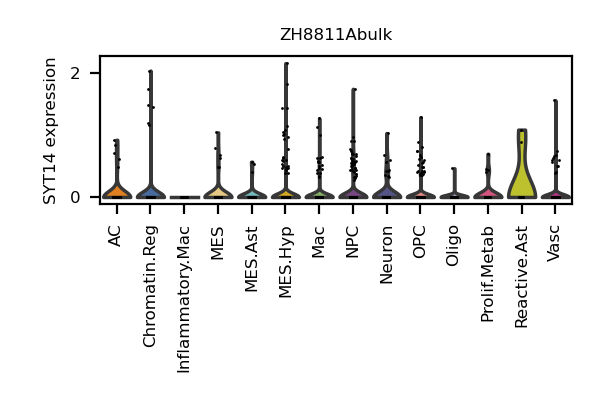 ZH8811Abulk
SYT14 expression
2
0
AC
Chromatin.Reg
Inflammatory.Mac
MES
MES.Ast
MES.Hyp
Mac
NPC
Neuron
OPC
Oligo
Prolif.Metab
Reactive.Ast
Vasc